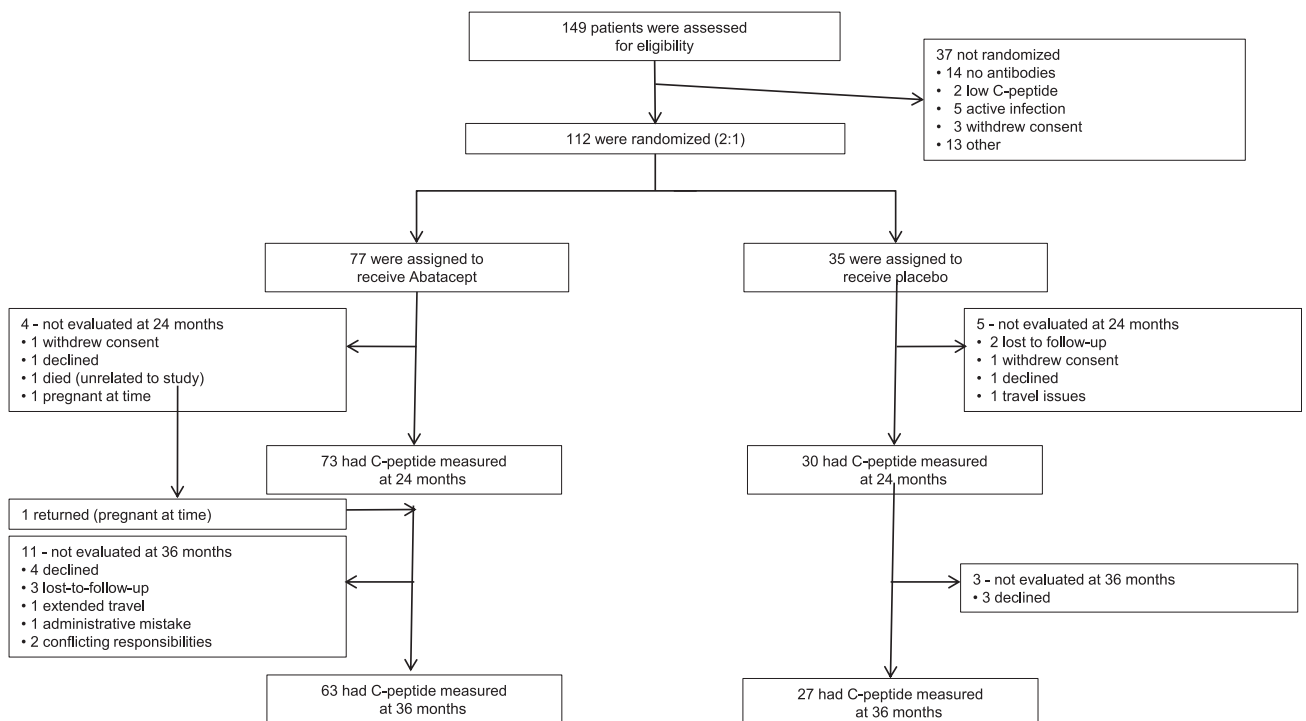 149 patients were assessed
for eligibility
37 not randomized
• 14 no antibodies
• 2 low C-peptide
• 5 active infection
• 3 withdrew consent
• 13 other
112 were randomized (2:1)
77 were assigned to
receive Abatacept
35 were assigned to
receive placebo
4 - not evaluated at 24 months
• 1 withdrew consent
• 1 declined
• 1 died (unrelated to study)
• 1 pregnant at time
5 - not evaluated at 24 months
• 2 lost to follow-up
• 1 withdrew consent
• 1 declined
• 1 travel issues
73 had C-peptide measured
at 24 months
30 had C-peptide measured
at 24 months
1 returned (pregnant at time)
11 - not evaluated at 36 months
• 4 declined
• 3 lost-to-follow-up
• 1 extended travel
• 1 administrative mistake
• 2 conflicting responsibilities
3 - not evaluated at 36 months
• 3 declined
63 had C-peptide measured
at 36 months
27 had C-peptide measured
at 36 months